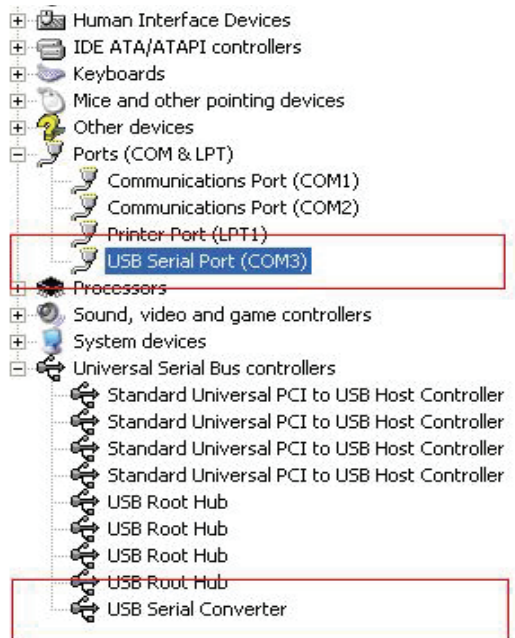 Human Interface Devices
IDE ATA/ATAPI controllers
Keyboards
Mice and other pointing devices
Other devices
Ports (COM & LPT)
Communications Port (COM1)
Communications Port (COM2)
Printer Port (LPT1)
USB Serial Port (COM3)
Processors
Sound, video and game controllers
System devices
Universal Serial Bus controllers
Standard Universal PCI to USB Host Controller
Standard Universal PCI to USB Host Controller
Standard Universal PCI to USB Host Controller
Standard Universal PCI to USB Host Controller
USB Root Hub
USB Root Hub
USB Root Hub
USB Root Hub
USB Serial Converter